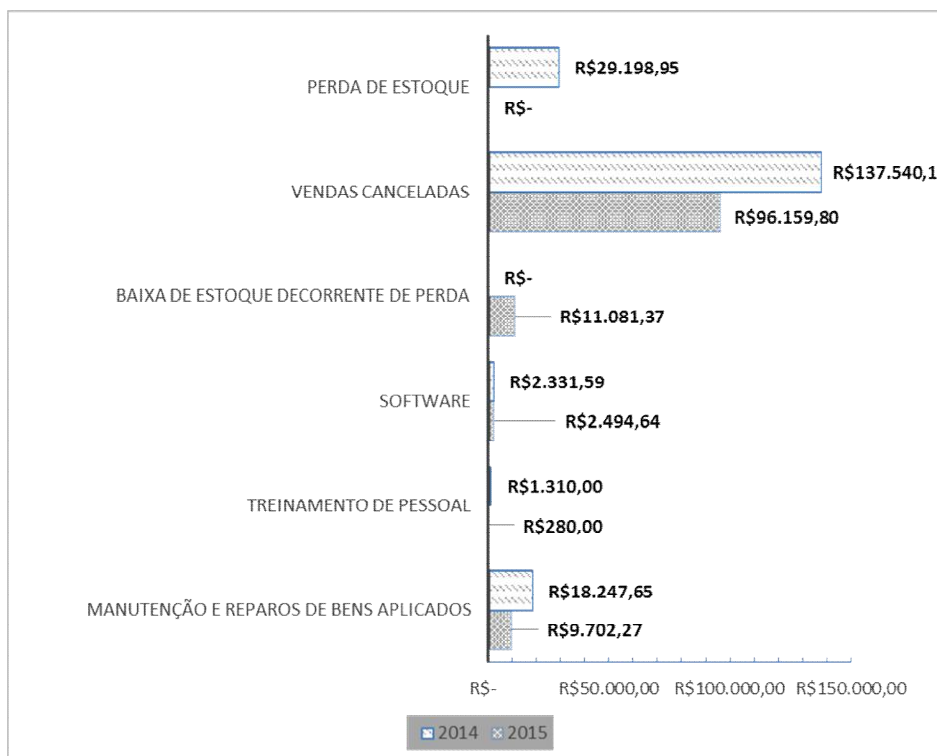 PERDA DE ESTOQUE
R$29.198,95
R$-
VENDAS CANCELADAS
R$137.540,1
R$96.159,80
BAIXA DE ESTOQUE DECORRENTE DE PERDA
R$-
R$11.081,37
SOFTWARE
R$2.331,59
R$2.494,64
TREINAMENTO DE PESSOAL
R$1.310,00
R$280,00
MANUTENÇÃO E REPAROS DE BENS APLICADOS
R$18.247,65
R$9.702,27
R$- R$50.000,00 R$100.000,00 R$150.000,00
2014 2015